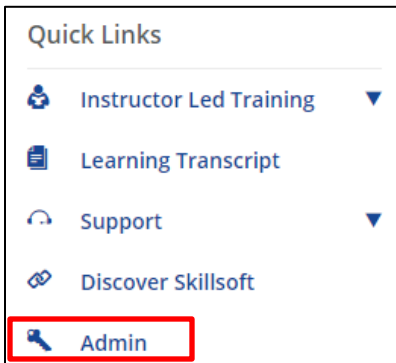 Quick Links
Instructor Led Training
Learning Transcript
Support
Discover Skillsoft
Admin